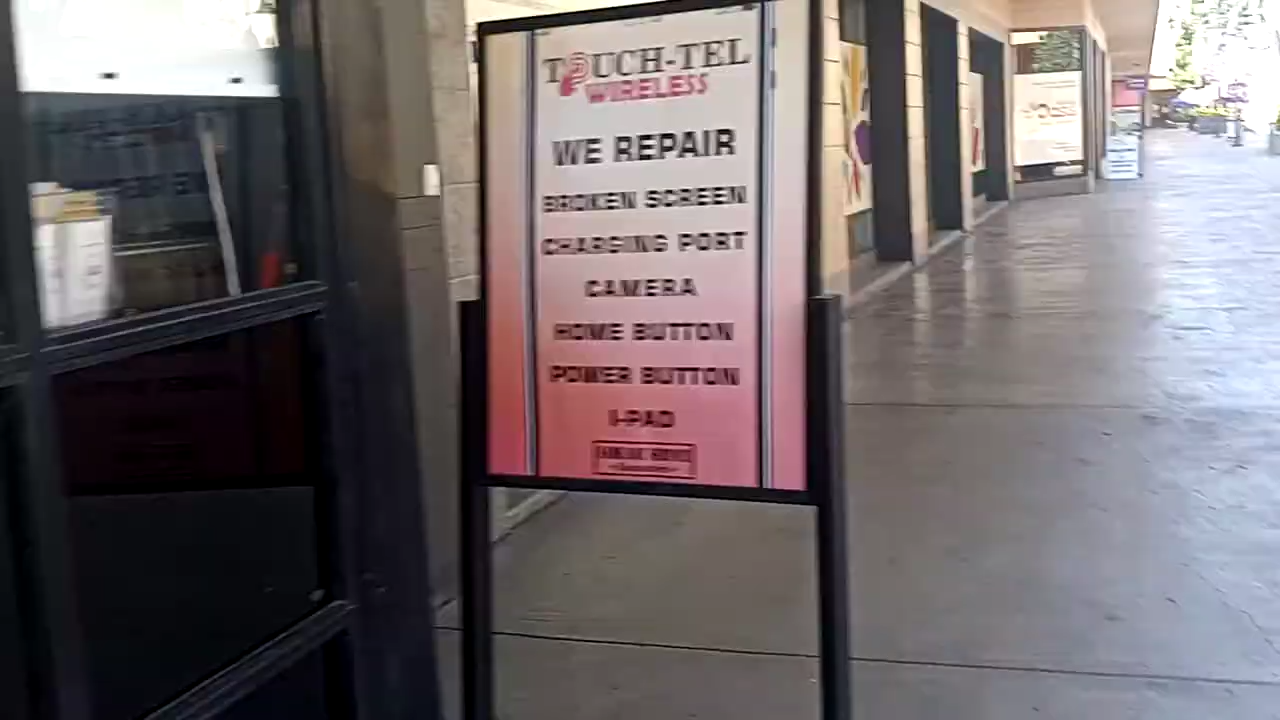 TOUCH-TEL
WIRELESS
WE REPAIR
BROKEN SCREEN
CHARGING PORT
CAMERA
HOME BUTTON
POWER BUTTON
I-PAD